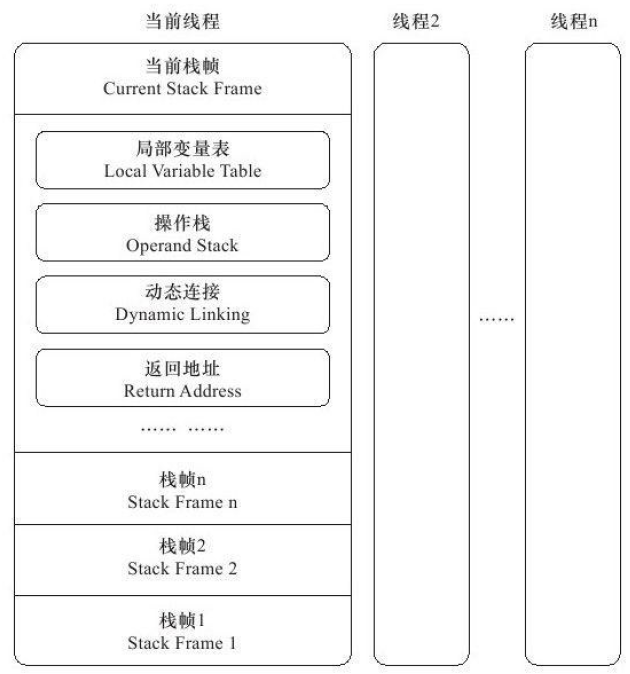 当前线程
线程2
线程n
当前栈帧
Current Stack Frame
局部变量表
Local Variable Table
操作栈
Operand Stack
动态连接
Dynamic Linking
返回地址
Return Address
…… ……
……
栈帧n
Stack Frame n
栈帧2
Stack Frame 2
栈帧1
Stack Frame 1